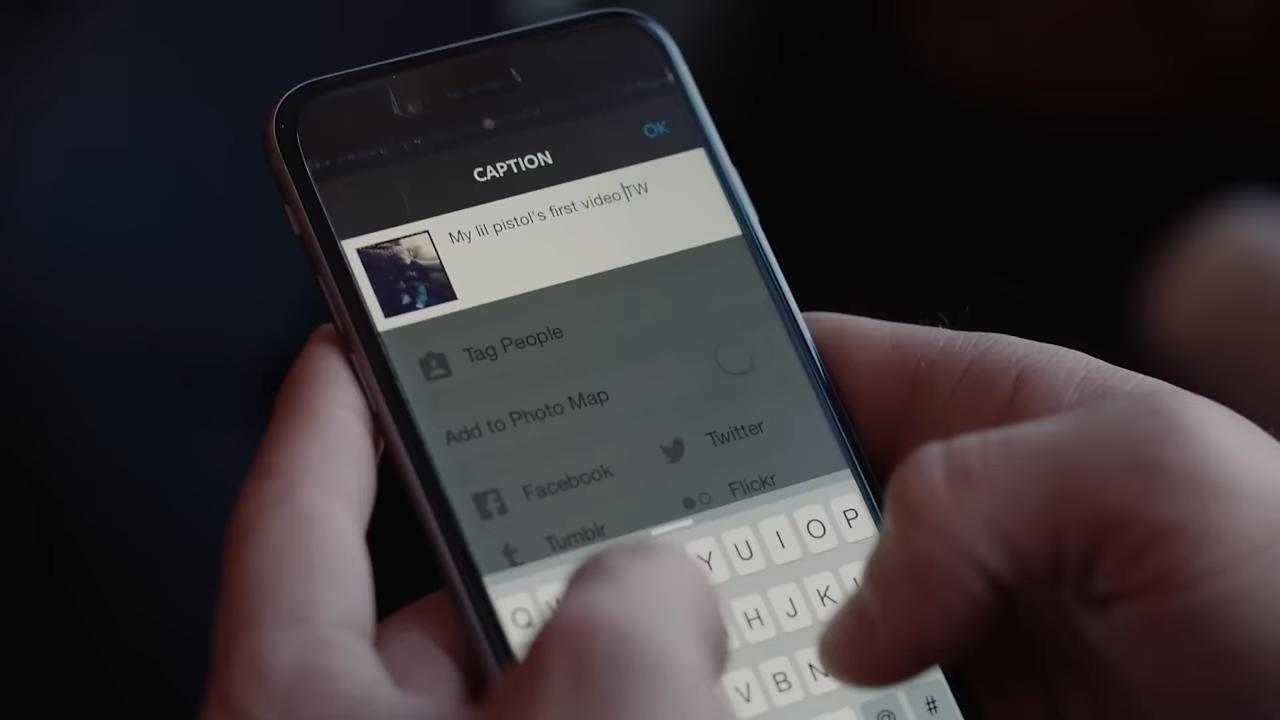 OK
CAPTION
My lil pistol's first video TW
Tag People
Add to Photo Map
Facebook
Twitter
Tumblr
Flickr
Q
Y U I O P
H J K
V B N
@ #